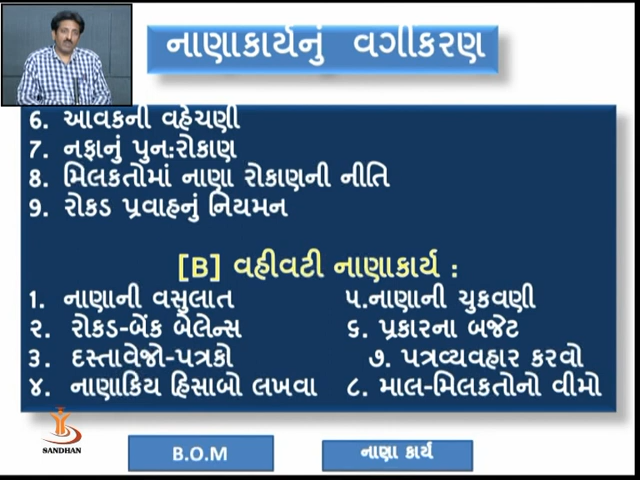 નાણાકાર્યનું વર્ગીકરણ
6. આવકની વહેચણી
7. નફાનું પુન:રોકાણ
8. મિલકતોમાં નાણા રોકાણની નીતિ
9. રોકડ પ્રવાહનું નિયમન
[B] વહીવટી નાણાકાર્ય :
1. નાણાની વસુલાત
૨. રોકડ-બેંક બેલેન્સ
૩. દસ્તાવેજો-પત્રકો
૪. નાણાકિય હિસાબો લખવા
૫.નાણાની ચુકવણી
૬. પ્રકારના બજેટ
૭. પત્રવ્યવહાર કરવો
૮. માલ-મિલકતોનો વીમો
SANDHAN
B.O.M
નાણા કાર્ય